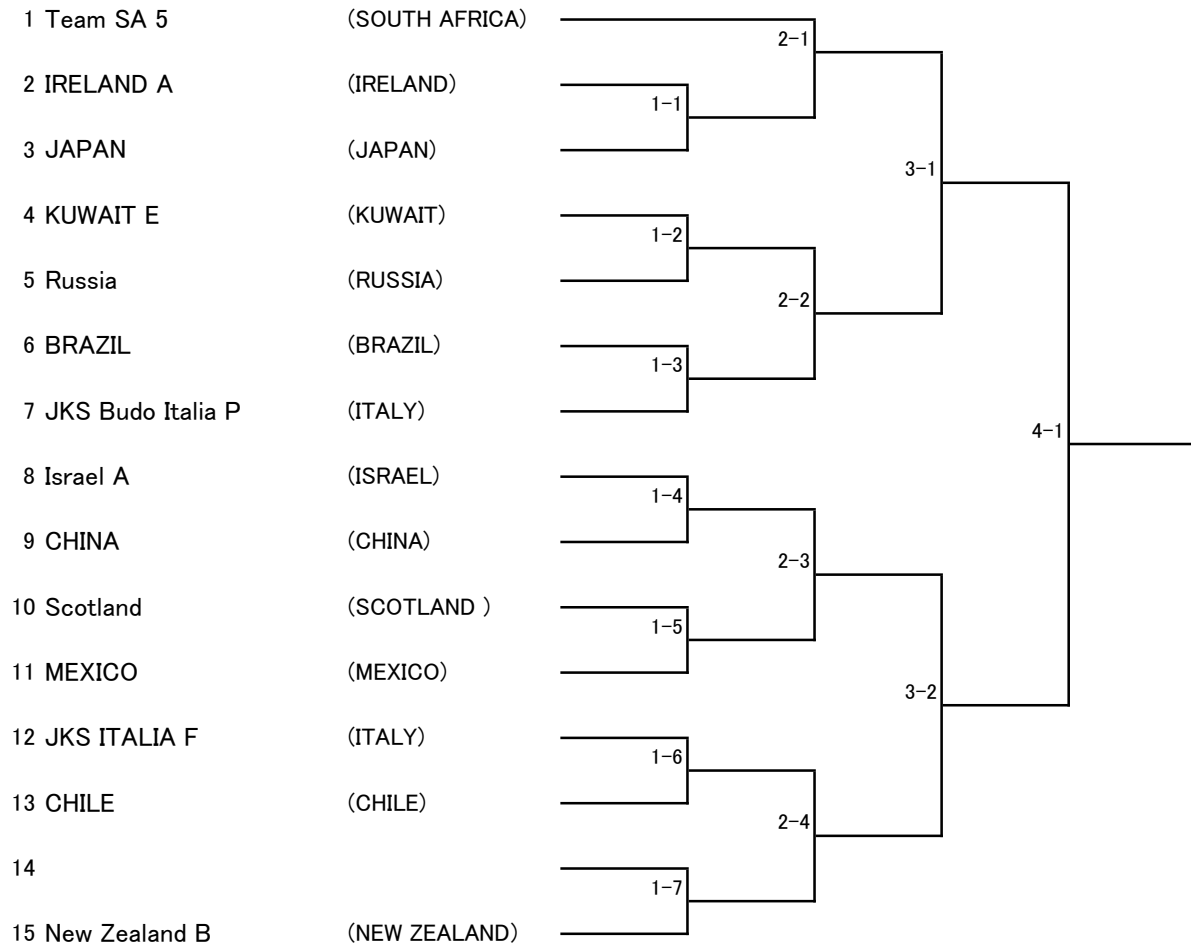 1 Team SA 5 (SOUTH AFRICA)
2-1
2 IRELAND A (IRELAND)
1-1
3 JAPAN (JAPAN)
3-1
4 KUWAIT E (KUWAIT)
1-2
5 Russia (RUSSIA)
2-2
6 BRAZIL (BRAZIL)
1-3
7 JKS Budo Italia P (ITALY)
4-1
8 Israel A (ISRAEL)
1-4
9 CHINA (CHINA)
2-3
10 Scotland (SCOTLAND )
1-5
11 MEXICO (MEXICO)
3-2
12 JKS ITALIA F (ITALY)
1-6
13 CHILE (CHILE)
2-4
14
1-7
15 New Zealand B (NEW ZEALAND)